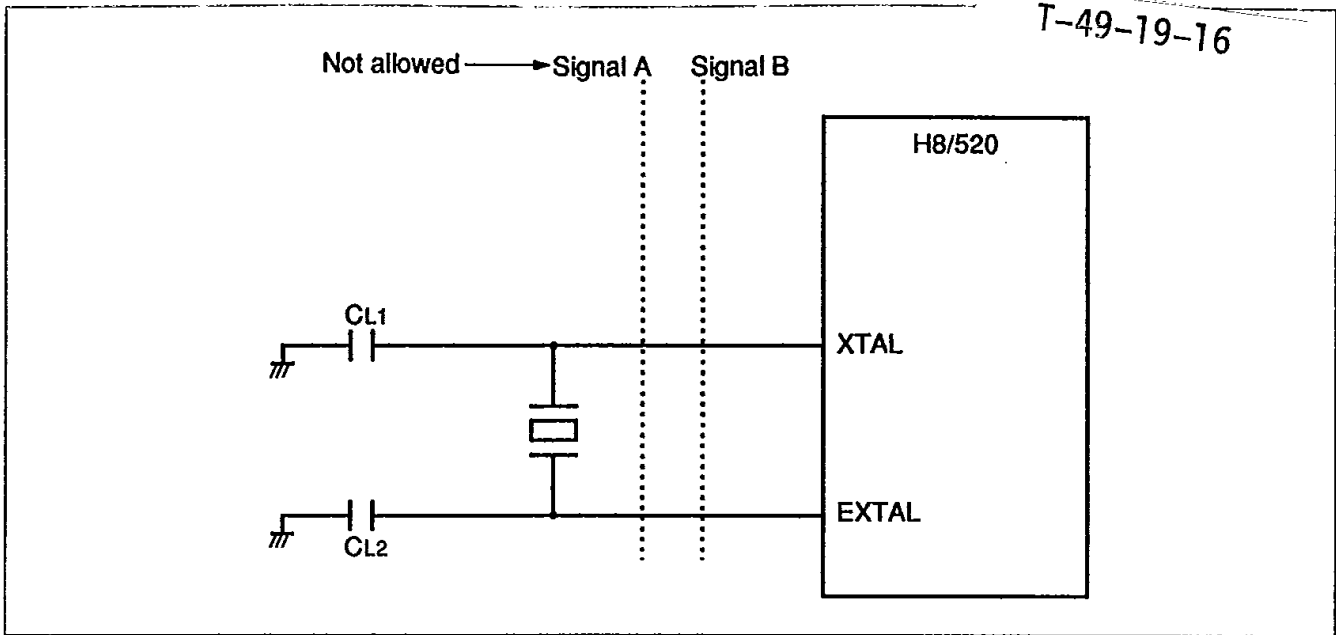 T-49-19-16
Not allowed Signal A Signal B
H8/520
CL1
XTAL
EXTAL
CL2